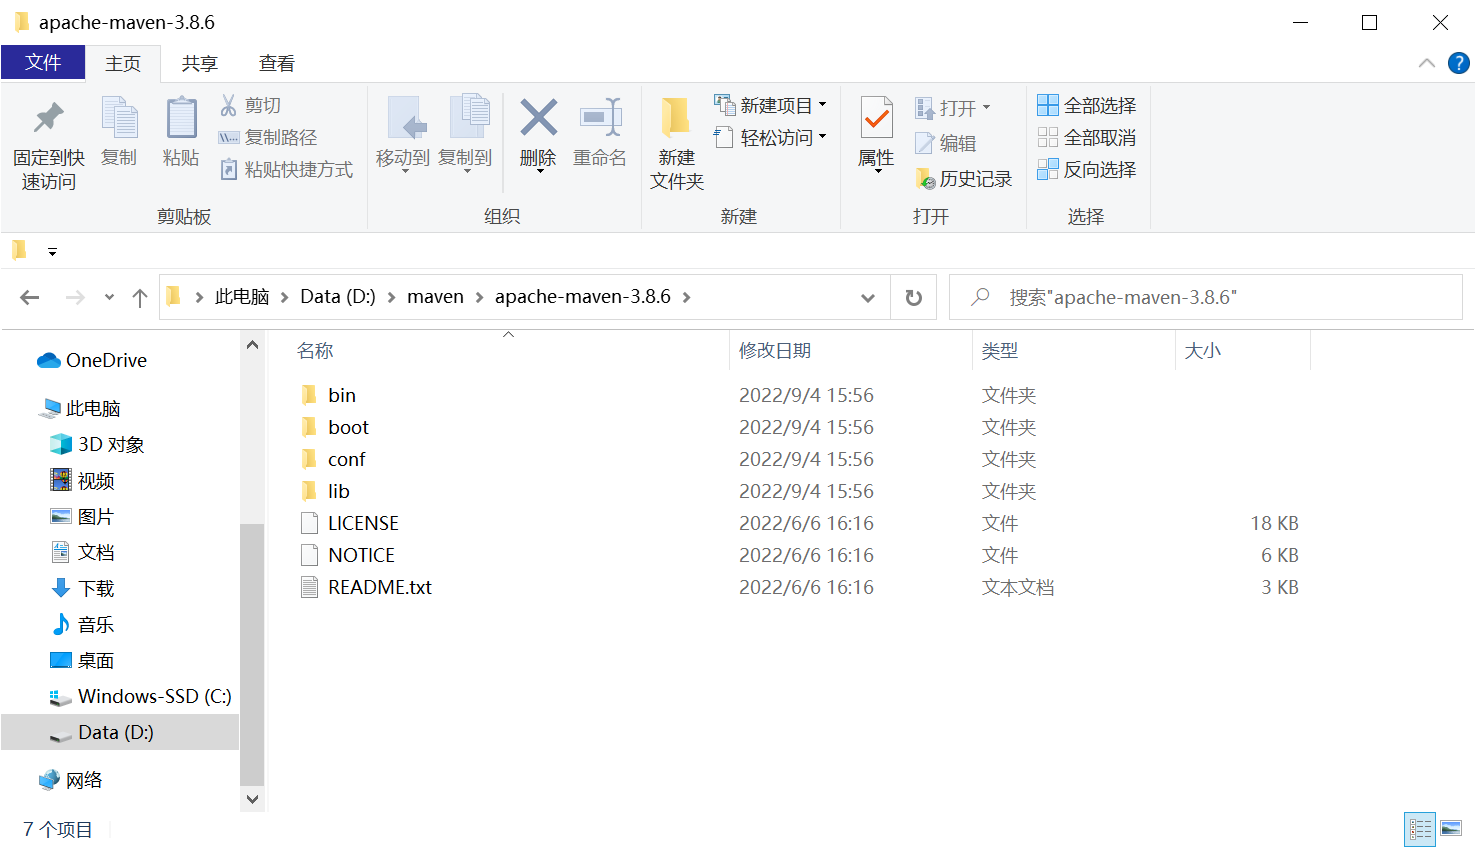 apache-maven-3.8.6
文件 主页 共享 查看
固定到快速访问
复制
粘贴
剪切
复制路径
粘贴快捷方式
剪贴板
移动到
复制到
删除
重命名
组织
新建文件夹
新建项目
轻松访问
新建
属性
打开
编辑
历史记录
打开
全部选择
全部取消
反向选择
选择
此电脑 Data (D:) maven apache-maven-3.8.6
搜索"apache-maven-3.8.6"
OneDrive
此电脑
3D 对象
视频
图片
文档
下载
音乐
桌面
Windows-SSD (C:)
Data (D:)
网络
名称 修改日期 类型 大小
bin 2022/9/4 15:56 文件夹
boot 2022/9/4 15:56 文件夹
conf 2022/9/4 15:56 文件夹
lib 2022/9/4 15:56 文件夹
LICENSE 2022/6/6 16:16 文件 18 KB
NOTICE 2022/6/6 16:16 文件 6 KB
README.txt 2022/6/6 16:16 文本文档 3 KB
7 个项目